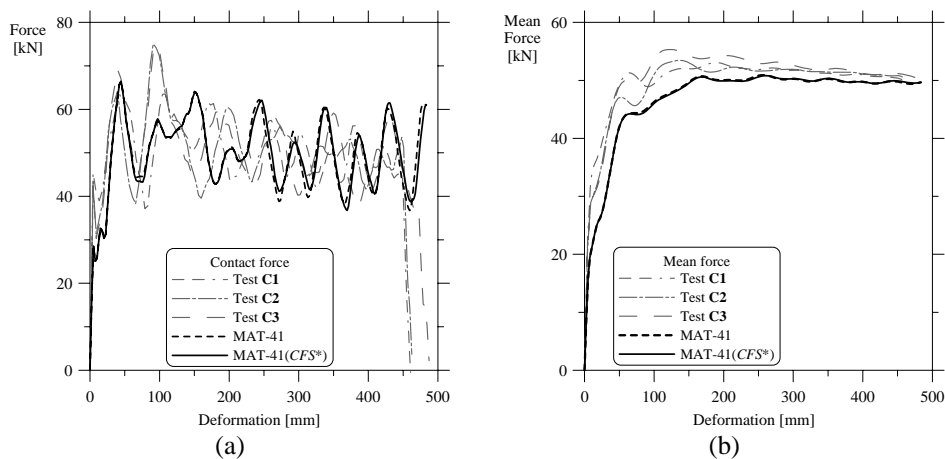 Force
[kN]
80
60
40
20
0
Contact force
Test C1
Test C2
Test C3
MAT-41
MAT-41(CFS*)
0 100 200 300 400 500
Deformation [mm]
(a)
Mean
Force
[kN]
60
40
20
0
Mean force
Test C1
Test C2
Test C3
MAT-41
MAT-41(CFS*)
0 100 200 300 400 500
Deformation [mm]
(b)